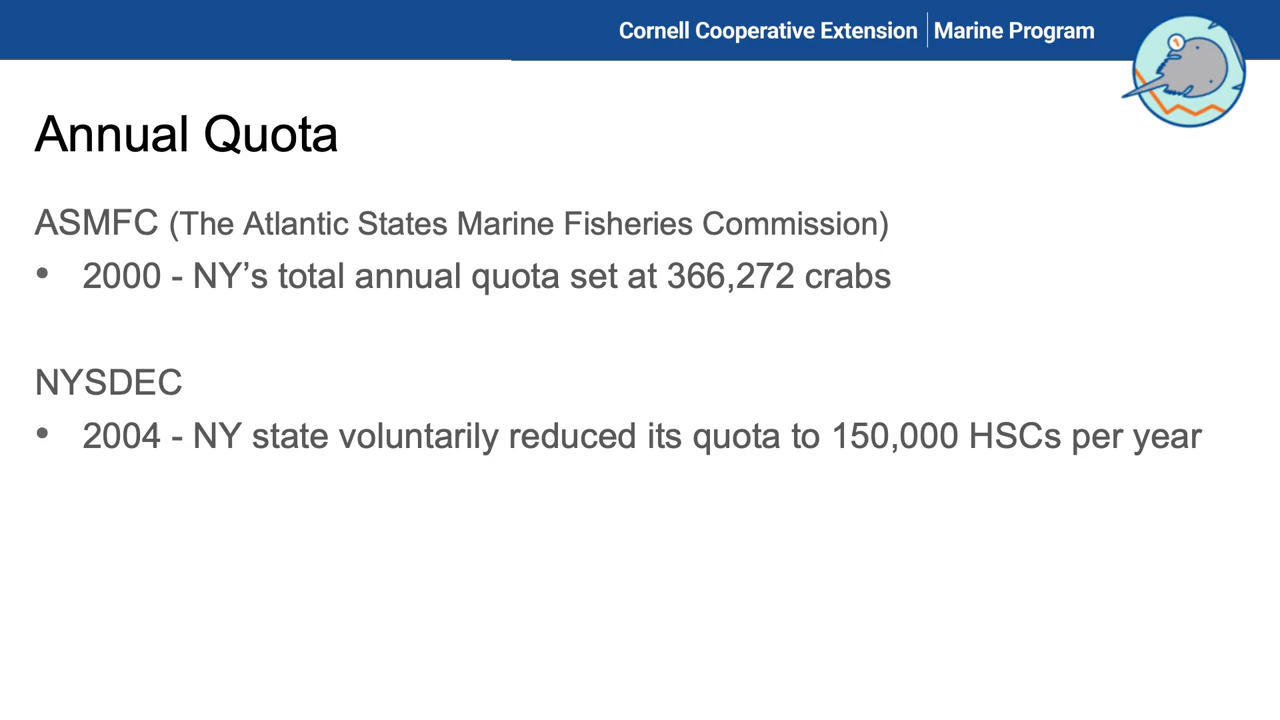 Cornell Cooperative Extension | Marine Program
Annual Quota
ASMFC (The Atlantic States Marine Fisheries Commission)
• 2000 - NY’s total annual quota set at 366,272 crabs
NYSDEC
• 2004 - NY state voluntarily reduced its quota to 150,000 HSCs per year